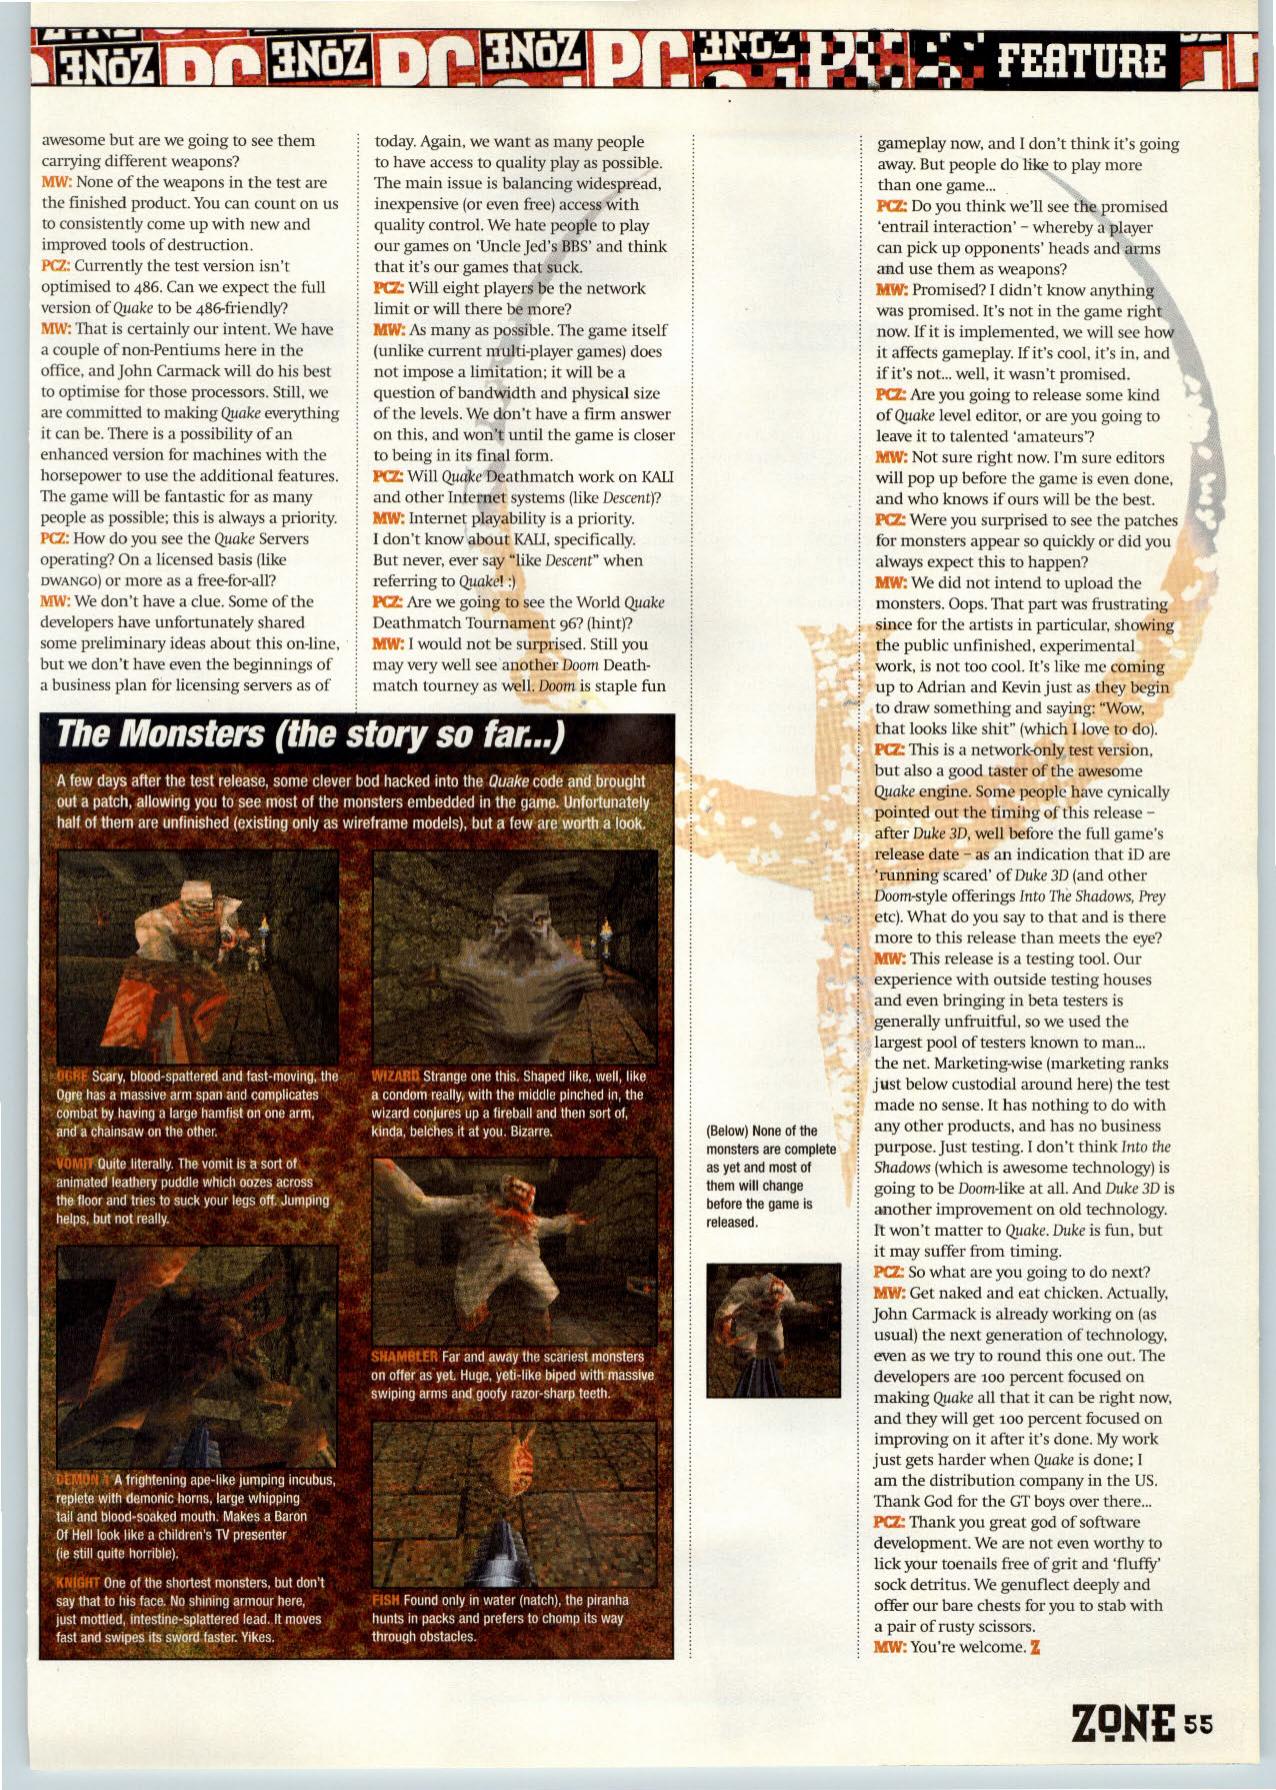 FEATURE
awesome but are we going to see them
carrying different weapons?
MW: None of the weapons in the test are
the finished product. You can count on us
to consistently come up with new and
improved tools of destruction.
PCZ: Currently the test version isn't
optimised to 486. Can we expect the full
version of Quake to be 486-friendly?
MW: That is certainly our intent. We have
a couple of non-Pentiums here in the
office, and John Carmack will do his best
to optimise for those processors. Still, we
are committed to making Quake everything
it can be. There is a possibility of an
enhanced version for machines with the
horsepower to use the additional features.
The game will be fantastic for as many
people as possible; this is always a priority.
PCZ: How do you see the Quake Servers
operating? On a licensed basis (like
DWANGO) or more as a free-for-all?
MW: We don't have a clue. Some of the
developers have unfortunately shared
some preliminary ideas about this on-line,
but we don't have even the beginnings of
a business plan for licensing servers as of
today. Again, we want as many people
to have access to quality play as possible.
The main issue is balancing widespread,
inexpensive (or even free) access with
quality control. We hate people to play
our games on 'Uncle Jed's BBS' and think
that it's our games that suck.
PCZ: Will eight players be the network
limit or will there be more?
MW: As many as possible. The game itself
(unlike current multi-player games) does
not impose a limitation; it will be a
question of bandwidth and physical size
of the levels. We don't have a firm answer
on this, and won't until the game is closer
to being in its final form.
PCZ: Will Quake Deathmatch work on KALI
and other Internet systems (like Descent)?
MW: Internet playability is a priority.
I don't know about KALI, specifically.
But never, ever say "like Descent" when
referring to Quake! :)
PCZ: Are we going to see the World Quake
Deathmatch Tournament 96? (hint)?
MW: I would not be surprised. Still you
may very well see another Doom Death-
match tourney as well. Doom is staple fun
gameplay now, and I don't think it's going
away. But people do like to play more
than one game...
PCZ: Do you think we'll see the promised
'entrail interaction' – whereby a player
can pick up opponents' heads and arms
and use them as weapons?
MW: Promised? I didn't know anything
was promised. It's not in the game right
now. If it is implemented, we will see how
it affects gameplay. If it's cool, it's in, and
if it's not... well, it wasn't promised.
PCZ: Are you going to release some kind
of Quake level editor, or are you going to
leave it to talented 'amateurs'?
MW: Not sure right now. I'm sure editors
will pop up before the game is even done,
and who knows if ours will be the best.
PCZ: Were you surprised to see the patches
for monsters appear so quickly or did you
always expect this to happen?
MW: We did not intend to upload the
monsters. Oops. That part was frustrating
since for the artists in particular, showing
the public unfinished, experimental
work, is not too cool. It's like me coming
up to Adrian and Kevin just as they begin
to draw something and saying: "Wow,
that looks like shit" (which I love to do).
PCZ: This is a network-only test version,
but also a good taster of the awesome
Quake engine. Some people have cynically
pointed out the timing of this release –
after Duke 3D, well before the full game's
release date – as an indication that iD are
'running scared' of Duke 3D (and other
Doom-style offerings Into The Shadows, Prey
etc). What do you say to that and is there
more to this release than meets the eye?
MW: This release is a testing tool. Our
experience with outside testing houses
and even bringing in beta testers is
generally unfruitful, so we used the
largest pool of testers known to man...
the net. Marketing-wise (marketing ranks
just below custodial around here) the test
made no sense. It has nothing to do with
any other products, and has no business
purpose. Just testing. I don't think Into the
Shadows (which is awesome technology) is
going to be Doom-like at all. And Duke 3D is
another improvement on old technology.
It won't matter to Quake. Duke is fun, but
it may suffer from timing.
PCZ: So what are you going to do next?
MW: Get naked and eat chicken. Actually,
John Carmack is already working on (as
usual) the next generation of technology,
even as we try to round this one out. The
developers are 100 percent focused on
making Quake all that it can be right now,
and they will get 100 percent focused on
improving on it after it's done. My work
just gets harder when Quake is done; I
am the distribution company in the US.
Thank God for the GT boys over there...
PCZ: Thank you great god of software
development. We are not even worthy to
lick your toenails free of grit and 'fluffy'
sock detritus. We genuflect deeply and
offer our bare chests for you to stab with
a pair of rusty scissors.
MW: You're welcome. Z
The Monsters (the story so far...)
A few days after the test release, some clever bod hacked into the Quake code and brought
out a patch, allowing you to see most of the monsters embedded in the game. Unfortunately
half of them are unfinished (existing only as wireframe models), but a few are worth a look.
OGRE Scary, blood-spattered and fast-moving, the
Ogre has a massive arm span and complicates
combat by having a large hamfist on one arm,
and a chainsaw on the other.
VOMIT Quite literally. The vomit is a sort of
animated leathery puddle which oozes across
the floor and tries to suck your legs off. Jumping
helps, but not really.
DEMON 1 A frightening ape-like jumping incubus,
replete with demonic horns, large whipping
tail and blood-soaked mouth. Makes a Baron
Of Hell look like a children's TV presenter
(ie still quite horrible).
KNIGHT One of the shortest monsters, but don't
say that to his face. No shining armour here,
just mottled, intestine-splattered lead. It moves
fast and swipes its sword faster. Yikes.
WIZARD Strange one this. Shaped like, well, like
a condom really, with the middle pinched in, the
wizard conjures up a fireball and then sort of,
kinda, belches it at you. Bizarre.
SHAMBLER Far and away the scariest monsters
on offer as yet. Huge, yeti-like biped with massive
swiping arms and goofy razor-sharp teeth.
FISH Found only in water (natch), the piranha
hunts in packs and prefers to chomp its way
through obstacles.
(Below) None of the
monsters are complete
as yet and most of
them will change
before the game is
released.
ZONE 55